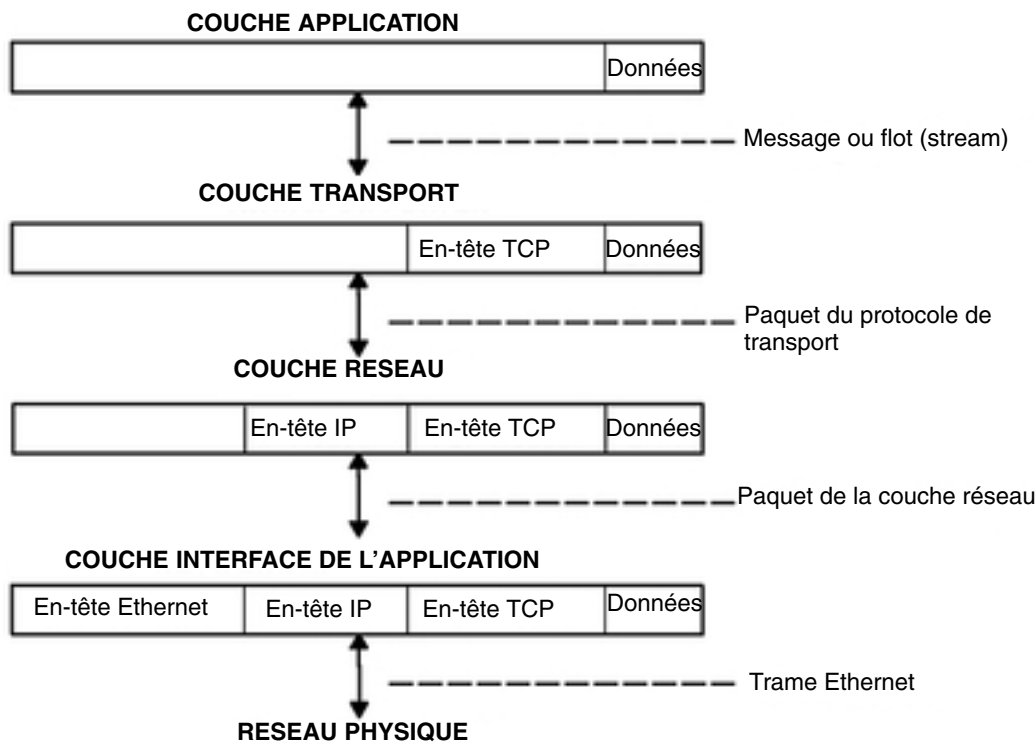 COUCHE APPLICATION
Données
Message ou flot (stream)
COUCHE TRANSPORT
En-tête TCP Données
Paquet du protocole de
transport
COUCHE RESEAU
En-tête IP En-tête TCP Données
Paquet de la couche réseau
COUCHE INTERFACE DE L'APPLICATION
En-tête Ethernet En-tête IP En-tête TCP Données
Trame Ethernet
RESEAU PHYSIQUE